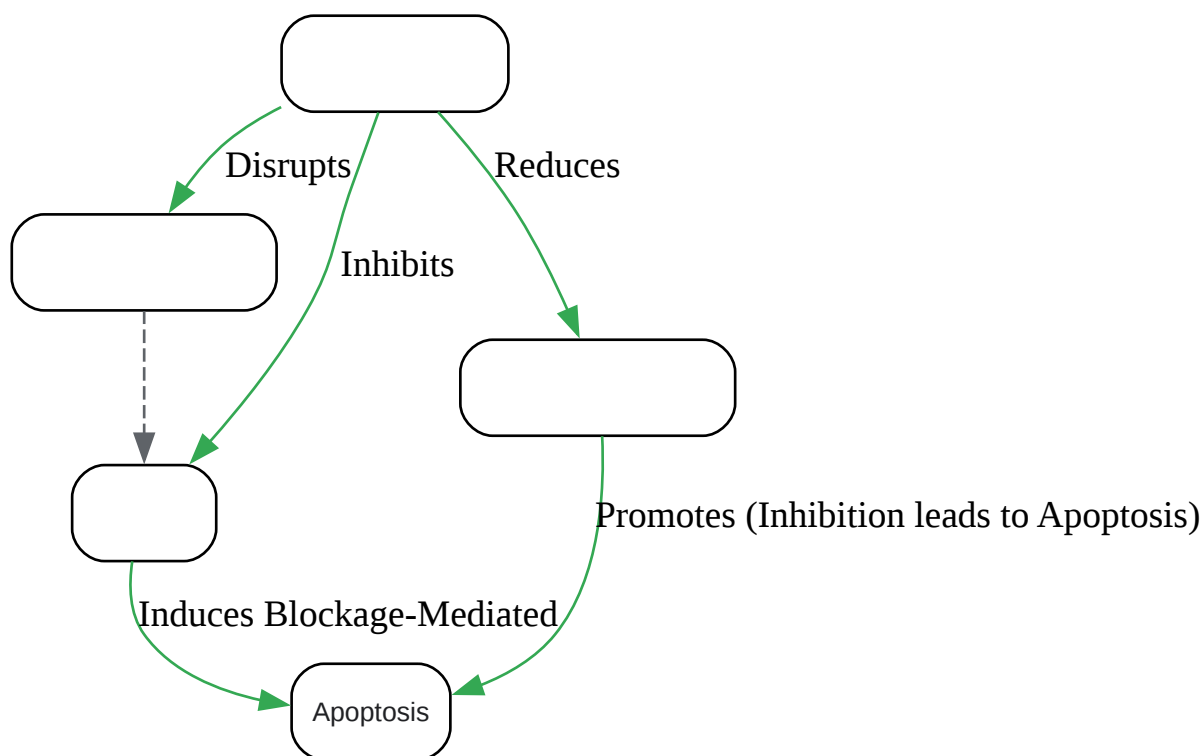 Disrupts
Reduces
Inhibits
Promotes (Inhibition leads to Apoptosis)
Induces Blockage-Mediated
Apoptosis